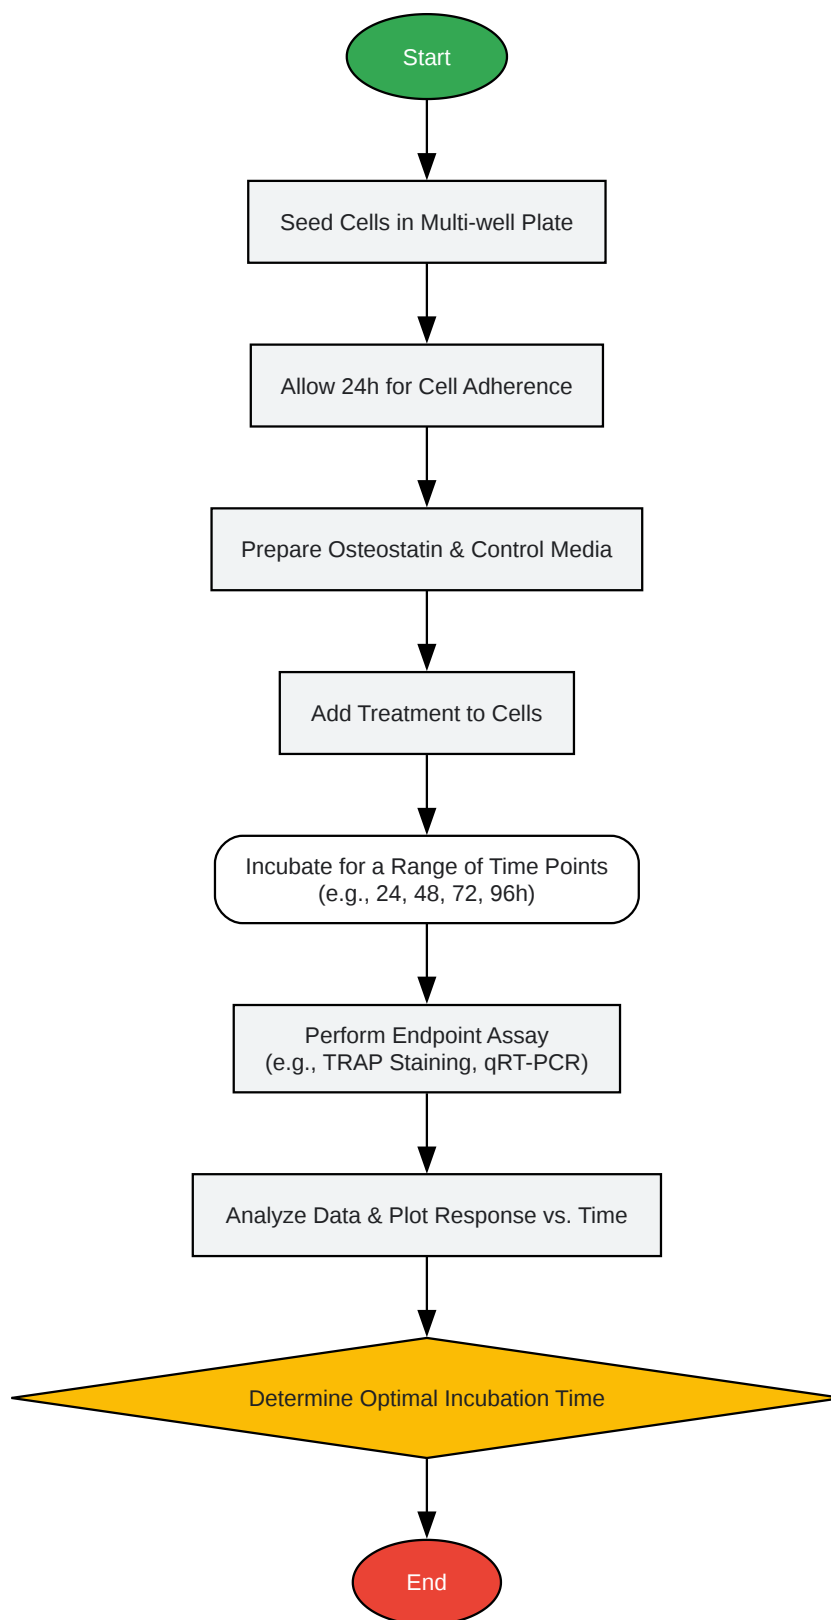 Start
Seed Cells in Multi-well Plate
Allow 24h for Cell Adherence
Prepare Osteostatin & Control Media
Add Treatment to Cells
Incubate for a Range of Time Points
(e.g., 24, 48, 72, 96h)
Perform Endpoint Assay
(e.g., TRAP Staining, qRT-PCR)
Analyze Data & Plot Response vs. Time
Determine Optimal Incubation Time
End